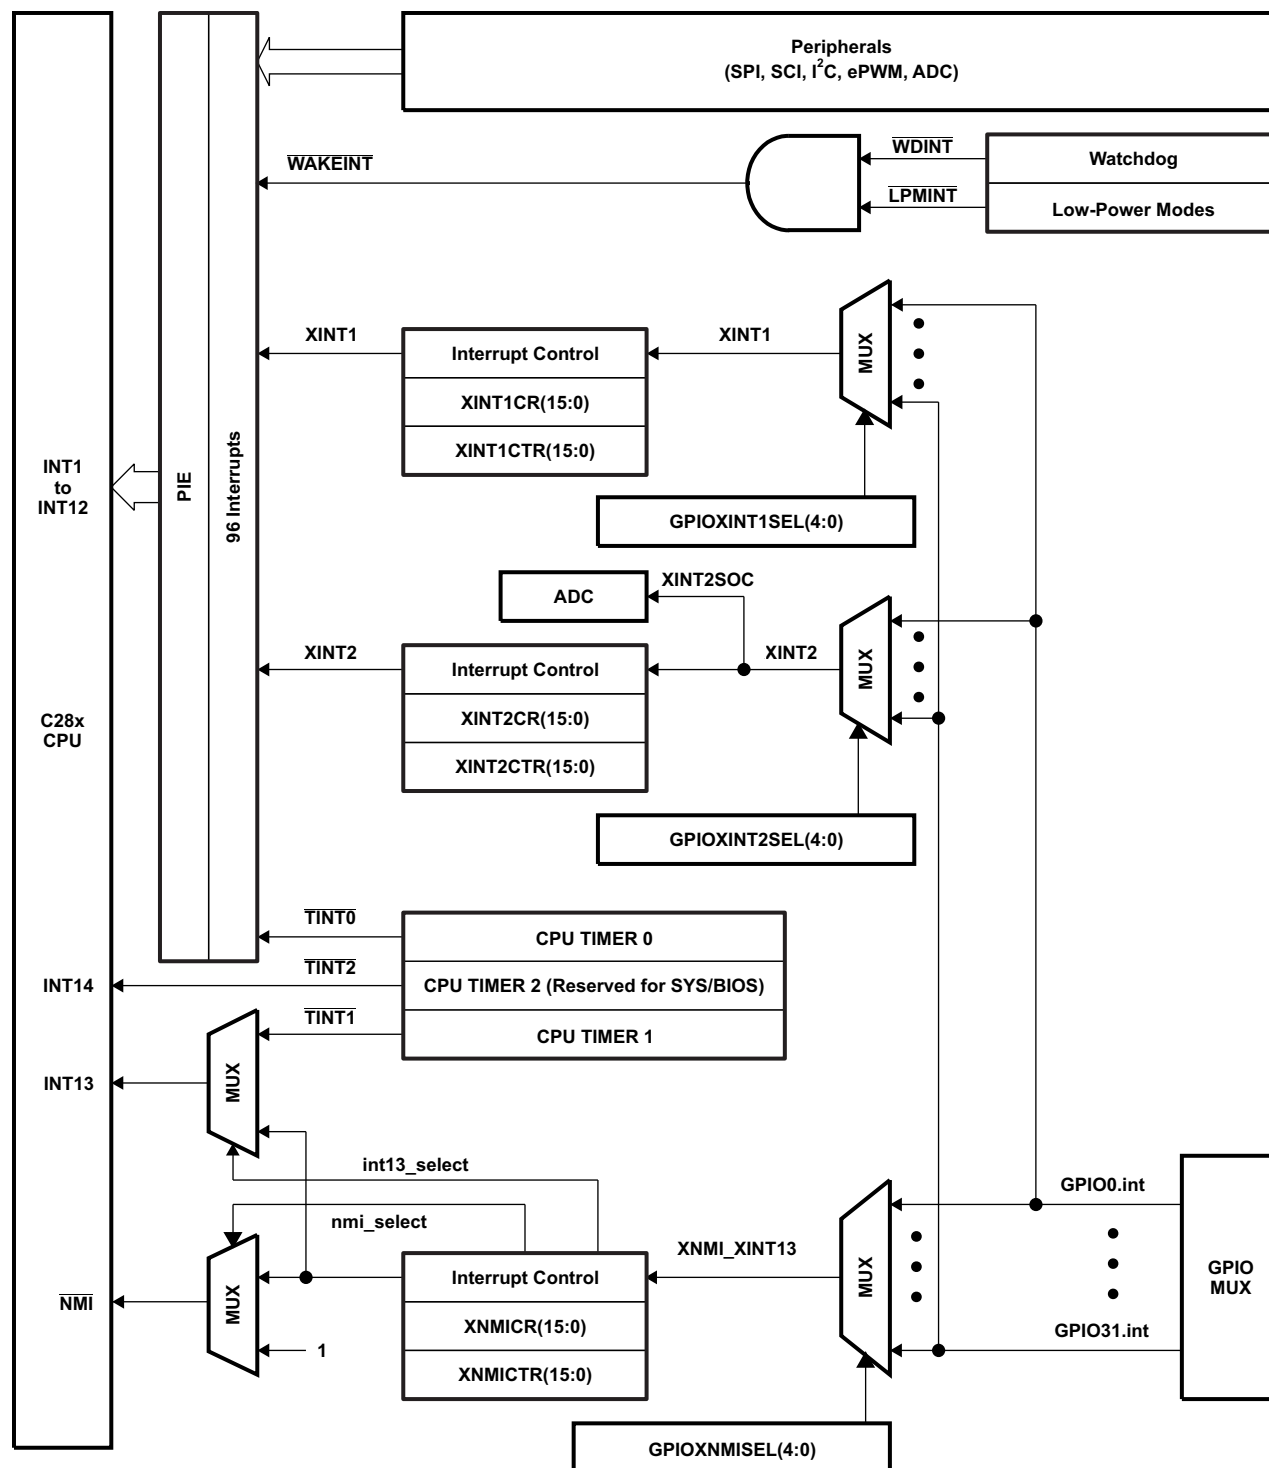 Peripherals
(SPI, SCI, I2C, ePWM, ADC)
WDINT
Watchdog
WAKEINT
LPMINT
Low-Power Modes
XINT1
Interrupt Control
XINT1
MUX
XINT1CR(15:0)
XINT1CTR(15:0)
INT1
to
INT12
PIE
96 Interrupts
GPIOXINT1SEL(4:0)
XINT2SOC
ADC
XINT2
Interrupt Control
XINT2
MUX
C28x
CPU
XINT2CR(15:0)
XINT2CTR(15:0)
GPIOXINT2SEL(4:0)
TINT0
CPU TIMER 0
INT14
TINT2
CPU TIMER 2 (Reserved for SYS/BIOS)
TINT1
CPU TIMER 1
INT13
MUX
int13_select
GPIO0.int
nmi_select
XNMI_XINT13
MUX
GPIO
MUX
NMI
MUX
Interrupt Control
XNMICR(15:0)
GPIO31.int
1
XNMICTR(15:0)
GPIOXNMISEL(4:0)